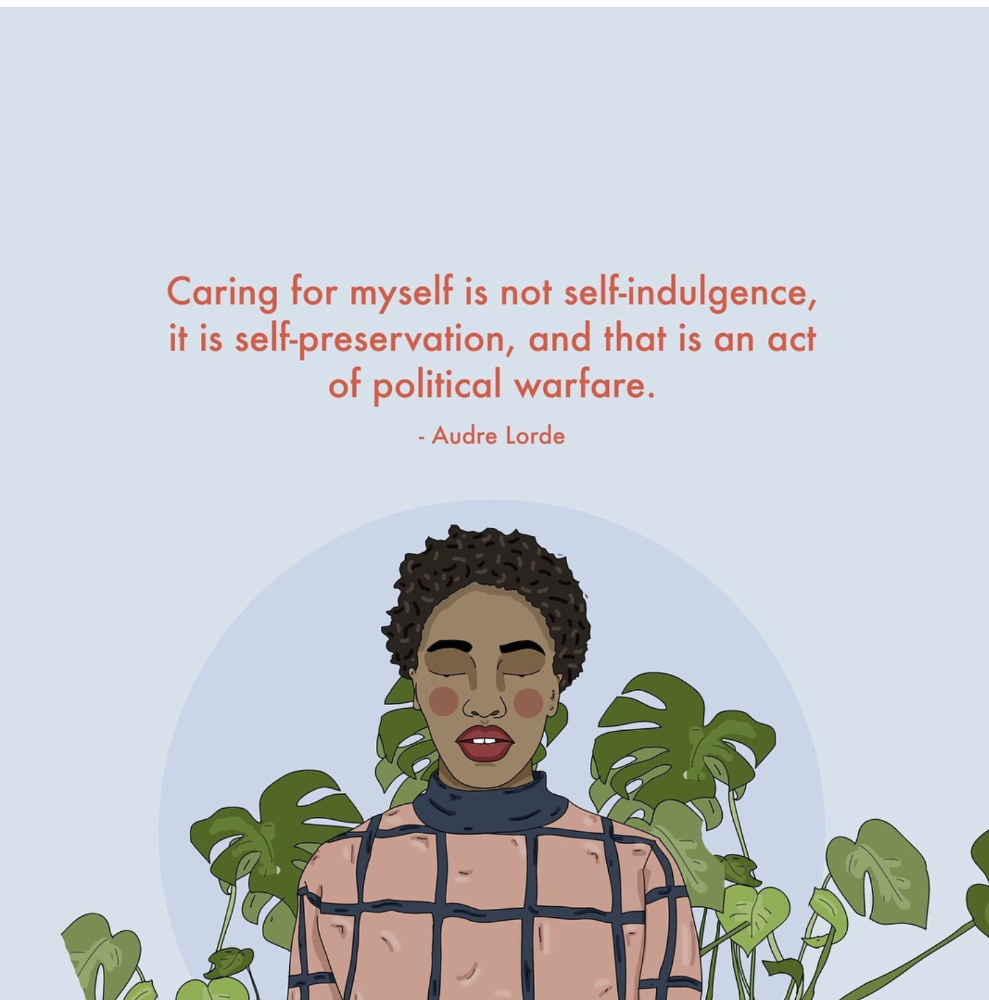 Caring for myself is not self-indulgence,
it is self-preservation, and that is an act
of political warfare.
- Audre Lorde